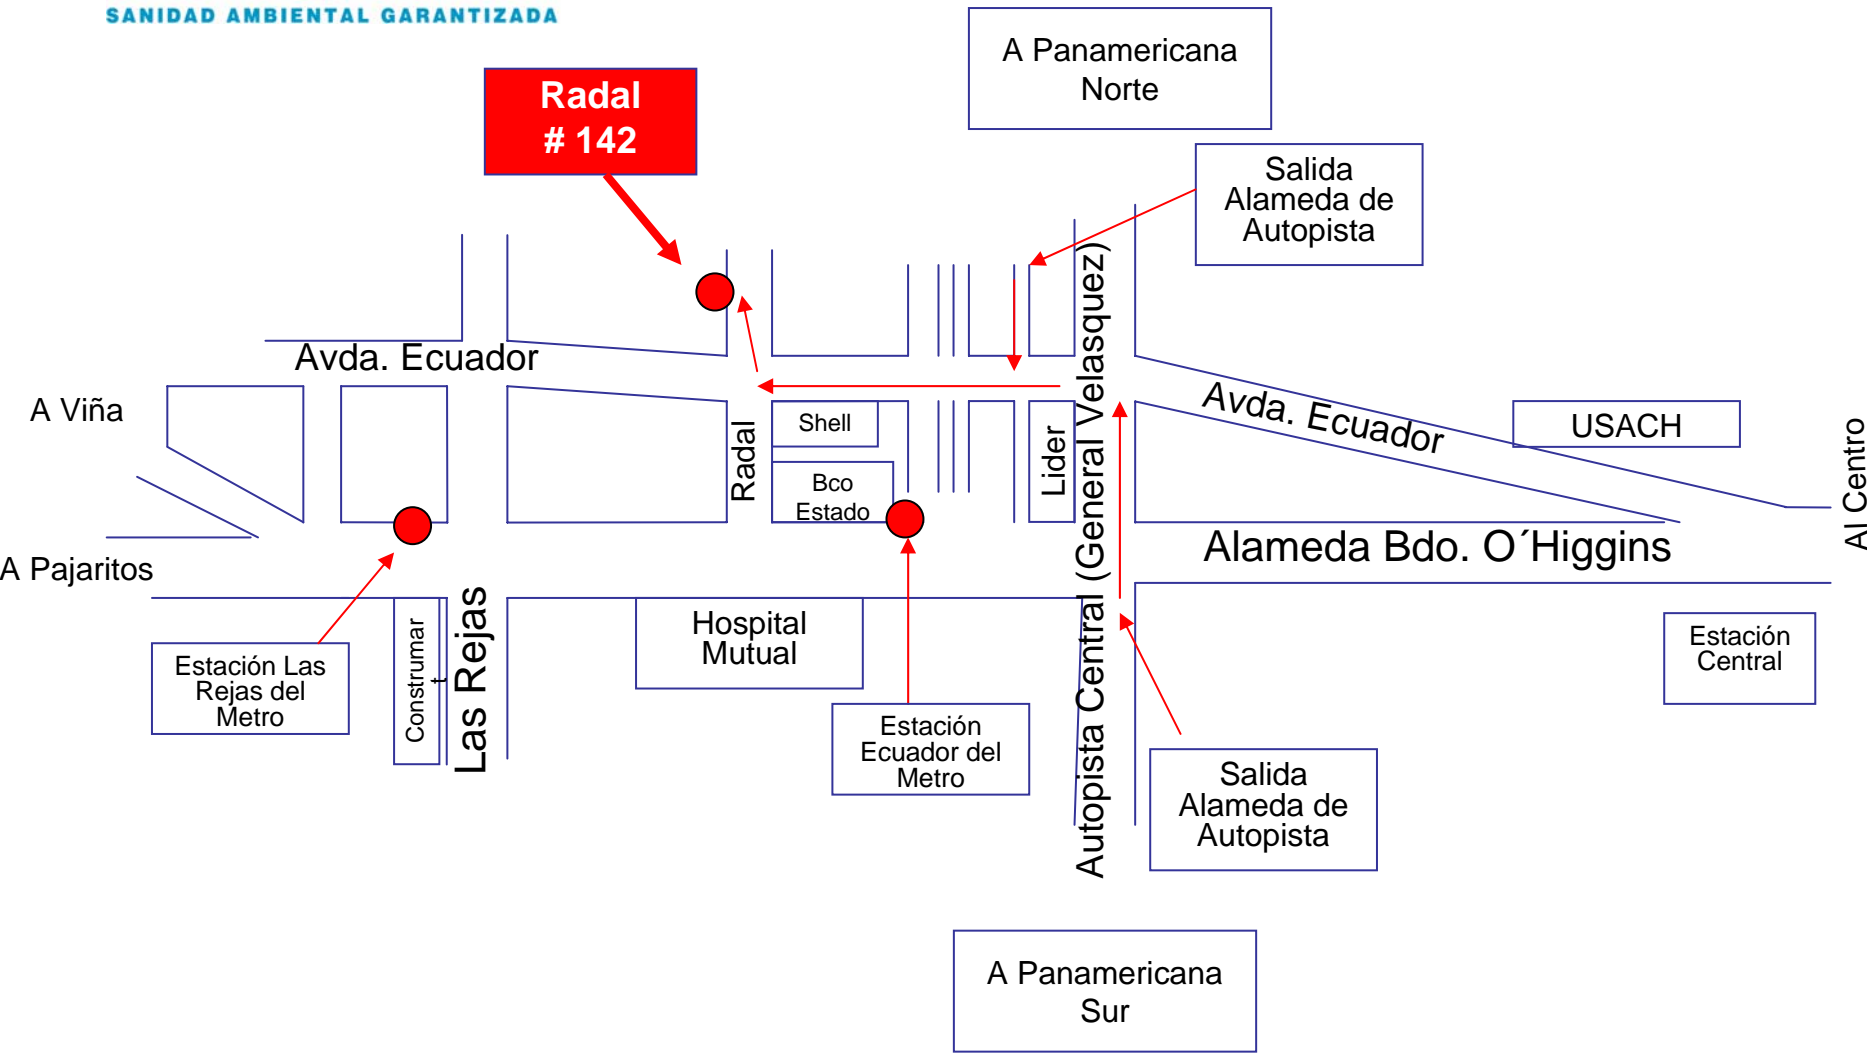 SANIDAD AMBIENTAL GARANTIZADA
A Panamericana
Norte
Radal
# 142
Salida
Alameda de
Autopista
Avda. Ecuador
A Viña
Radal
Shell
Bco
Estado
Lider
Autopista Central (General Velasquez)
Avda. Ecuador
USACH
Al Centro
A Pajaritos
Alameda Bdo. O´Higgins
Estación Las
Rejas del
Metro
Construmar
t
Las Rejas
Hospital
Mutual
Estación
Ecuador del
Metro
Estación
Central
Salida
Alameda de
Autopista
A Panamericana
Sur